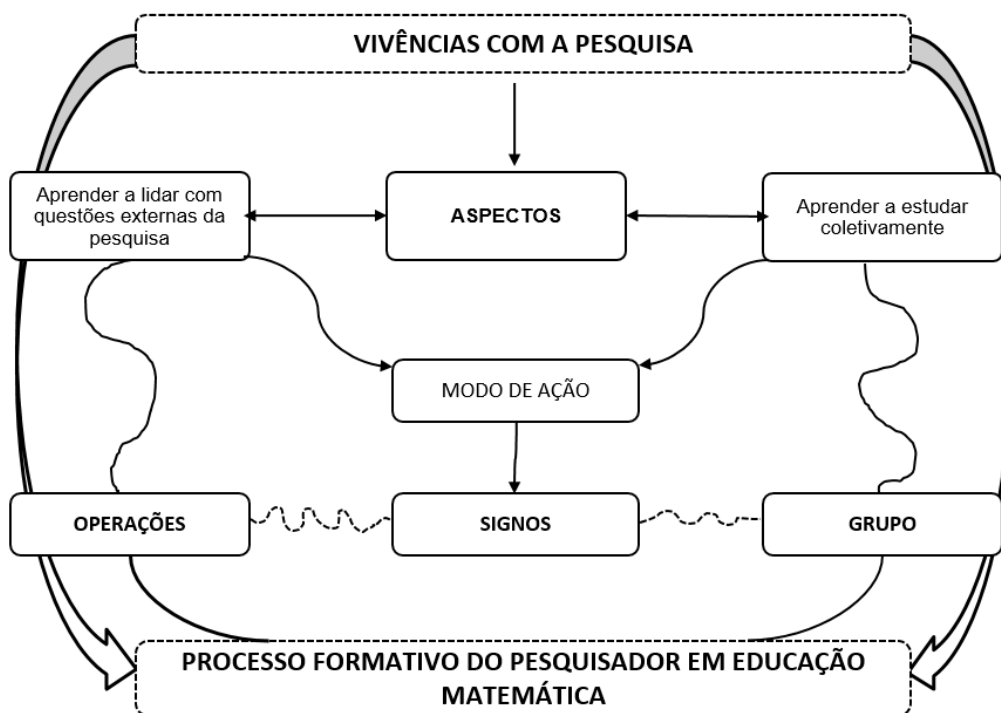 VIVÊNCIAS COM A PESQUISA
Aprender a lidar com
questões externas da
pesquisa
ASPECTOS
Aprender a estudar
coletivamente
MODO DE AÇÃO
OPERAÇÕES
SIGNOS
GRUPO
PROCESSO FORMATIVO DO PESQUISADOR EM EDUCAÇÃO
MATEMÁTICA